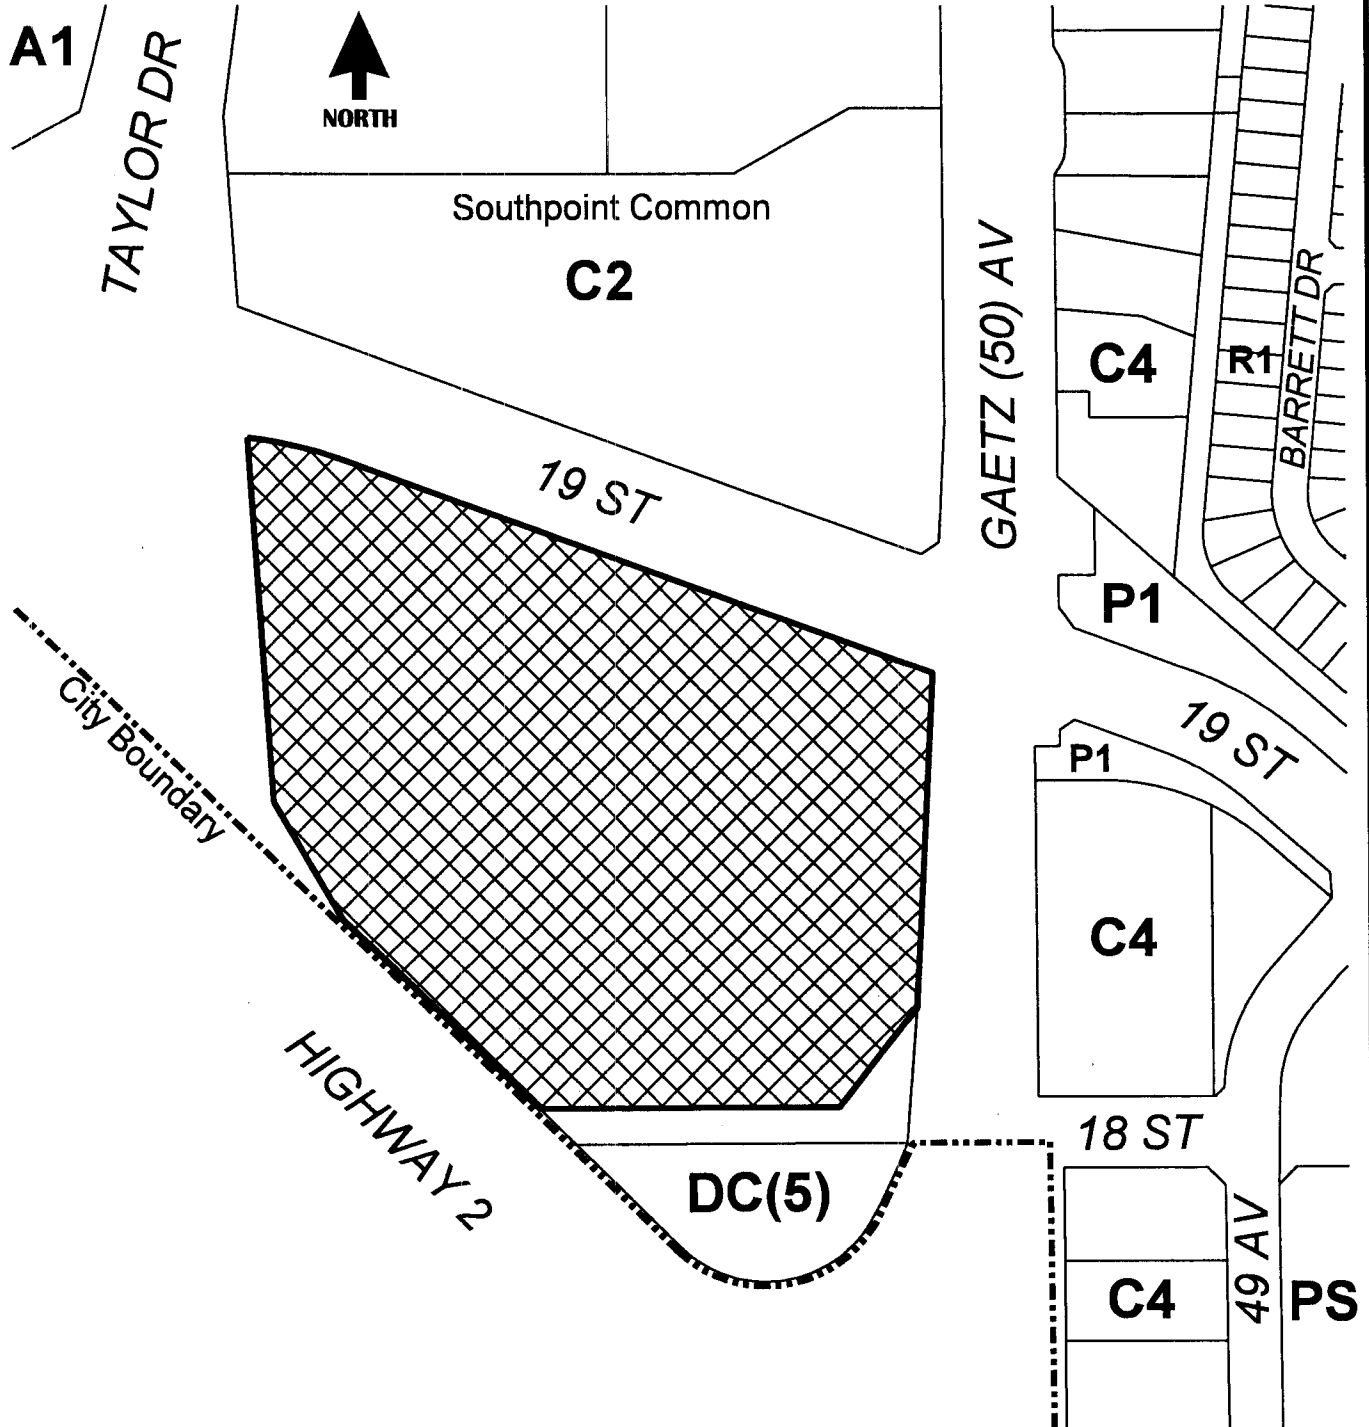 A1
TAYLOR DR
NORTH
Southpoint Common
C2
GAETZ (50) AV
C4
R1
BARRETT DR
19 ST
P1
City Boundary
19 ST
P1
C4
HIGHWAY 2
18 ST
DC(5)
49 AV
C4
PS